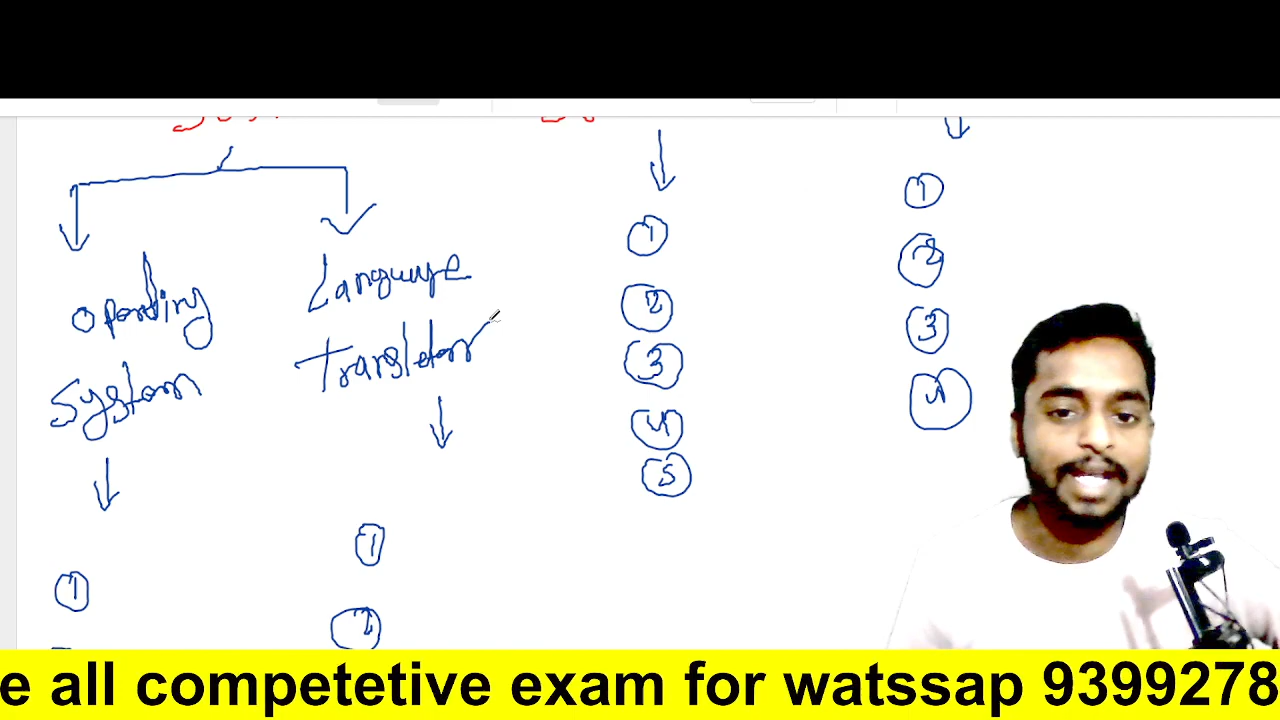 Operating
System
Language
Transletor
1
2
3
4
5
1
2
3
4
1
1
2
e all competetive exam for watssap 9399278